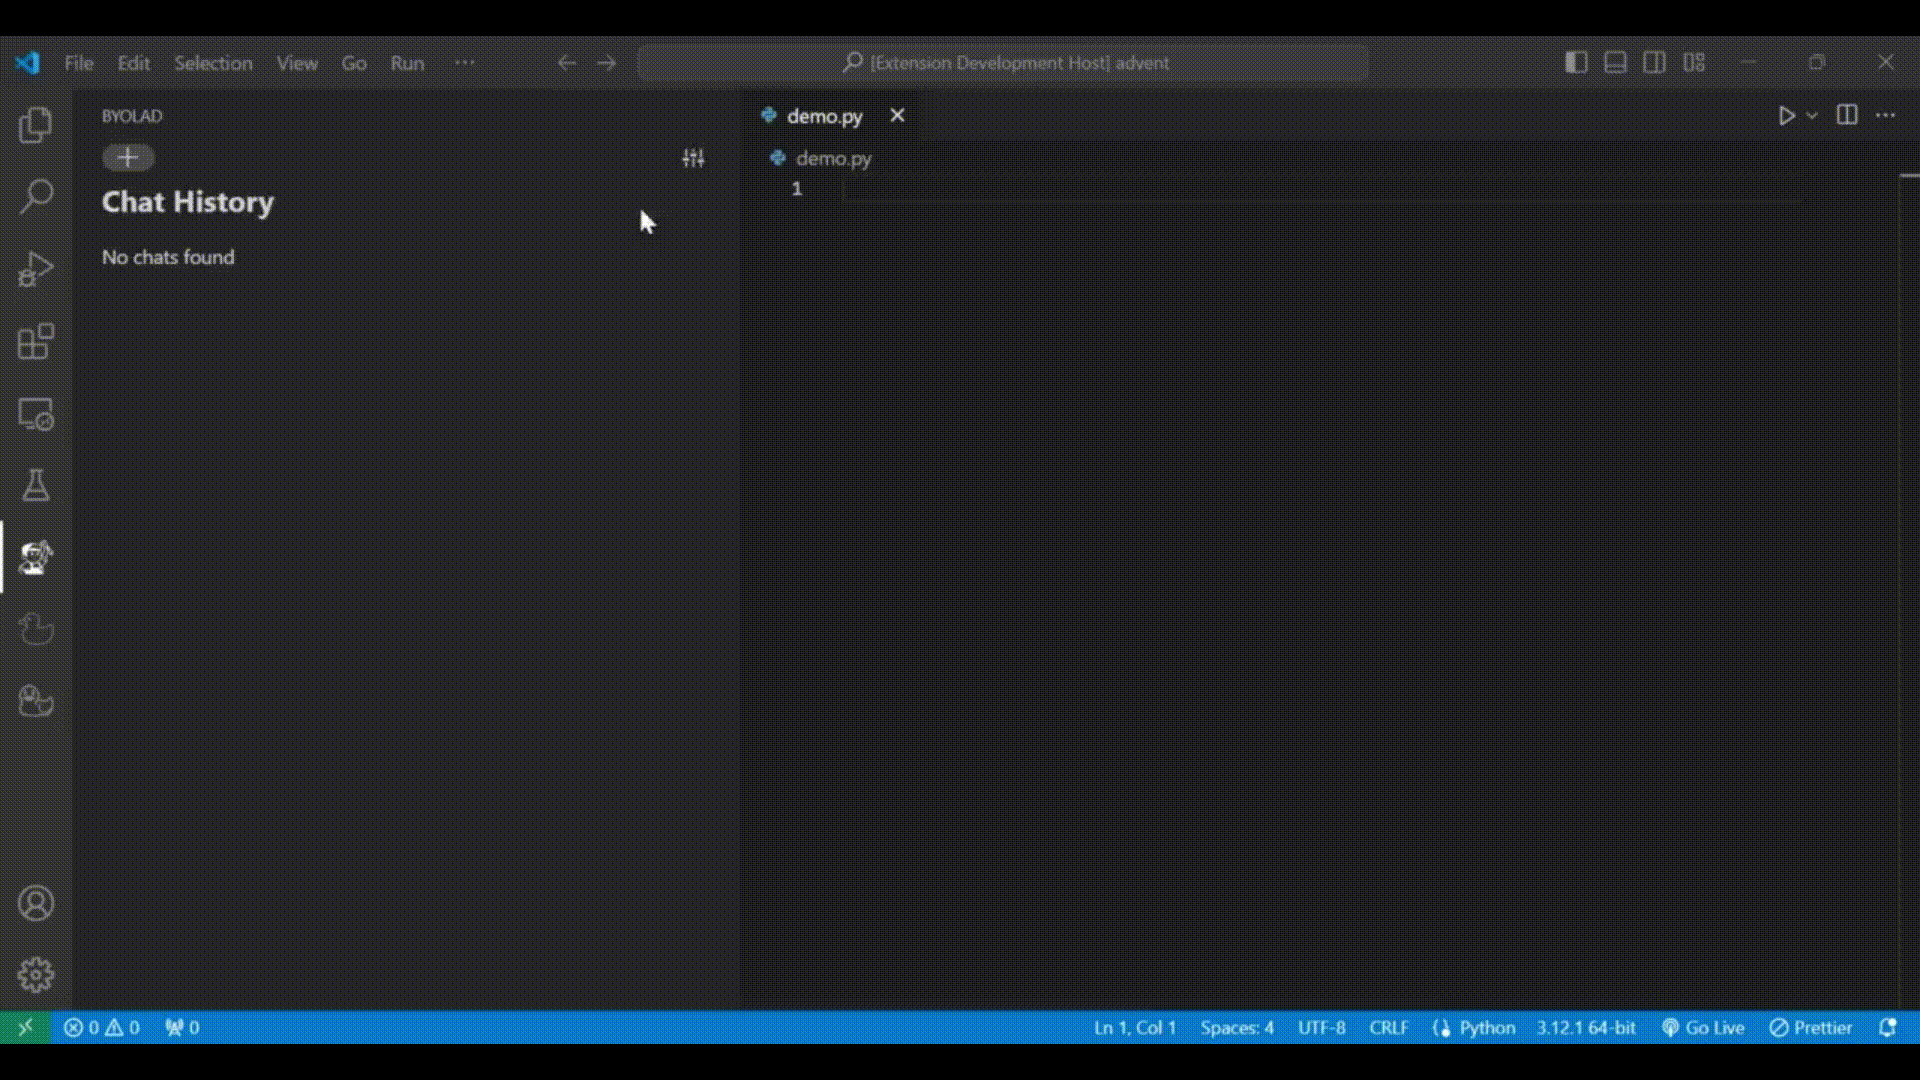 File Edit Selection View Go Run ...
[Extension Development Host] advent
BYOLAD
Chat History
No chats found
demo.py
demo.py
1
0 0 0
Ln 1, Col 1 Spaces: 4 UTF-8 CRLF Python 3.12.1 64-bit Go Live Prettier